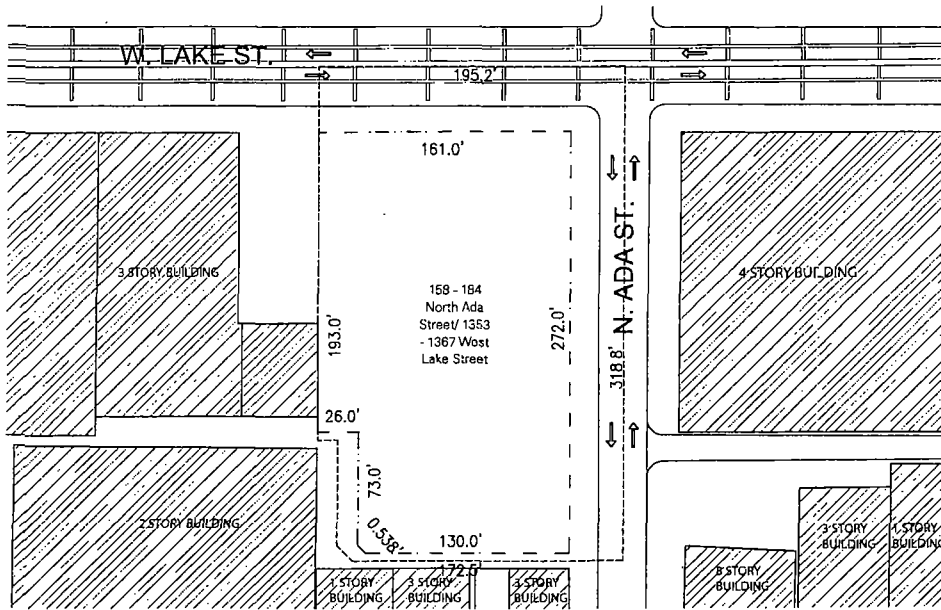 W. LAKE ST.
195.2'
161.0'
N. ADA ST.
3 STORY BUILDING
4 STORY BUILDING
158 - 184
North Ada
Street/ 1353
- 1367 West
Lake Street
193.0'
272.0'
318.8'
26.0'
73.0'
0.538'
130.0'
172.5'
2 STORY BUILDING
1 STORY
BUILDING
3 STORY
BUILDING
3 STORY
BUILDING
STORY
BUILDING
3 STORY
BUILDING
1 STORY
BUILDING